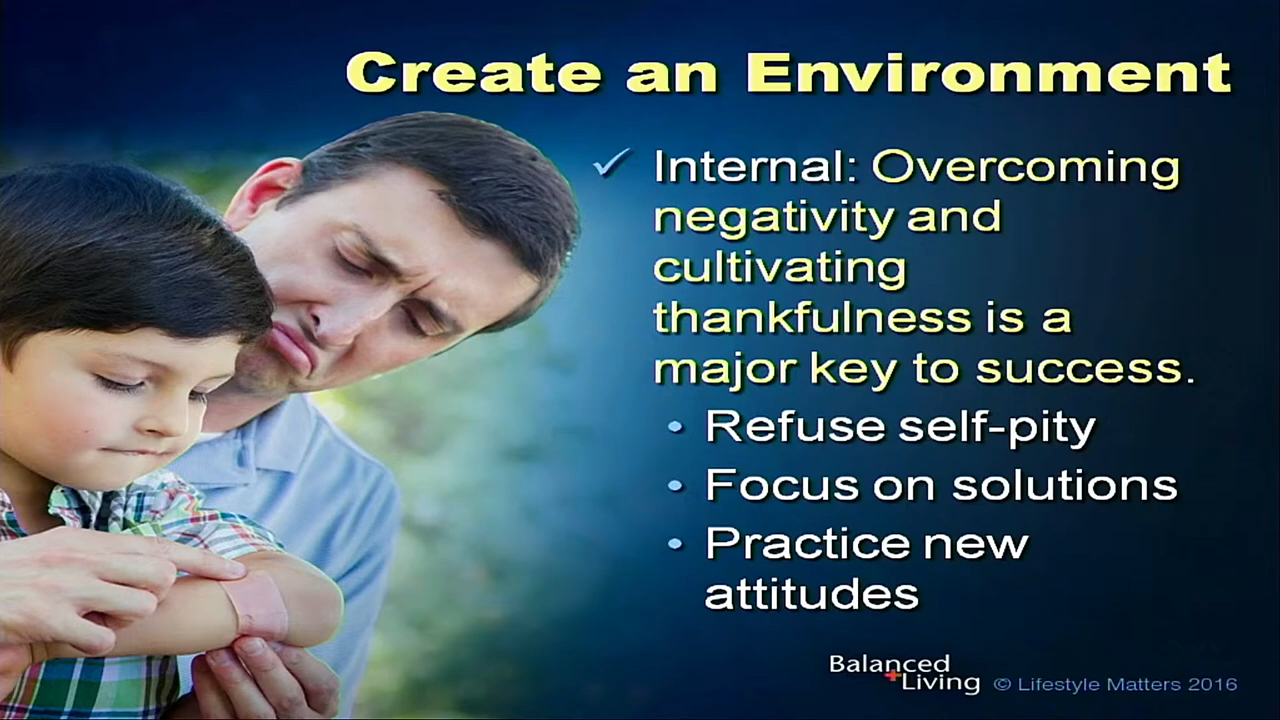 Create an Environment
✓ Internal: Overcoming
negativity and
cultivating
thankfulness is a
major key to success.
• Refuse self-pity
• Focus on solutions
• Practice new
attitudes
Balanced
+Living © Lifestyle Matters 2016